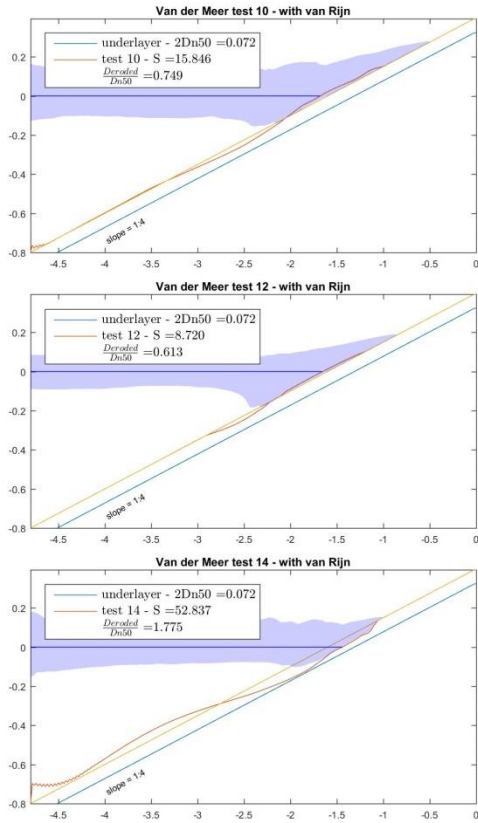 Van der Meer test 10 - with van Rijn
underlayer - 2Dn50 =0.072
test 10 - S =15.846
Deroded/Dn50 =0.749
0.2
0
-0.2
-0.4
-0.6
-0.8
slope = 1:4
-4.5 -4 -3.5 -3 -2.5 -2 -1.5 -1 -0.5 0
Van der Meer test 12 - with van Rijn
underlayer - 2Dn50 =0.072
test 12 - S =8.720
Deroded/Dn50 =0.613
0.2
0
-0.2
-0.4
-0.6
-0.8
slope = 1:4
-4.5 -4 -3.5 -3 -2.5 -2 -1.5 -1 -0.5 0
Van der Meer test 14 - with van Rijn
underlayer - 2Dn50 =0.072
test 14 - S =52.837
Deroded/Dn50 =1.775
0.2
0
-0.2
-0.4
-0.6
-0.8
slope = 1:4
-4.5 -4 -3.5 -3 -2.5 -2 -1.5 -1 -0.5 0